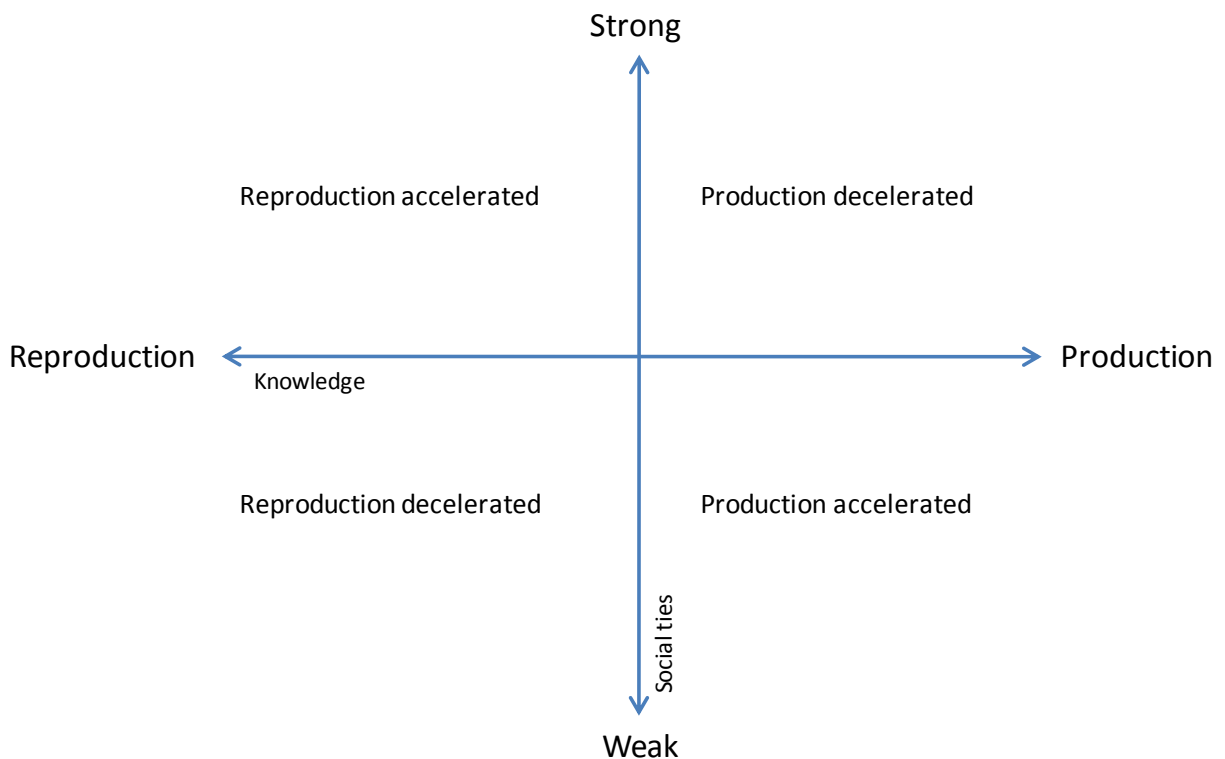 Strong
Reproduction accelerated
Production decelerated
Reproduction
Production
Knowledge
Reproduction decelerated
Production accelerated
Social ties
Weak